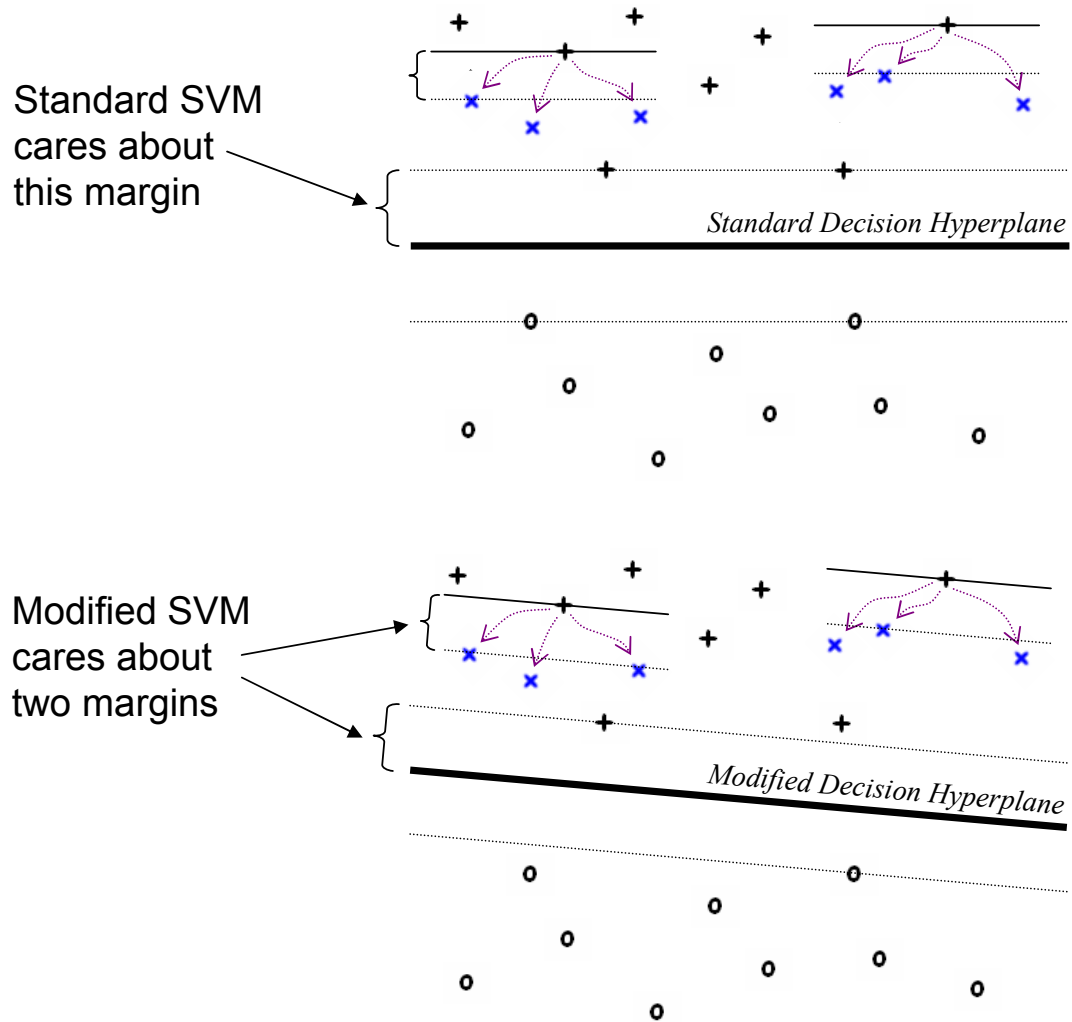 Standard SVM
cares about
this margin
Standard Decision Hyperplane
Modified SVM
cares about
two margins
Modified Decision Hyperplane